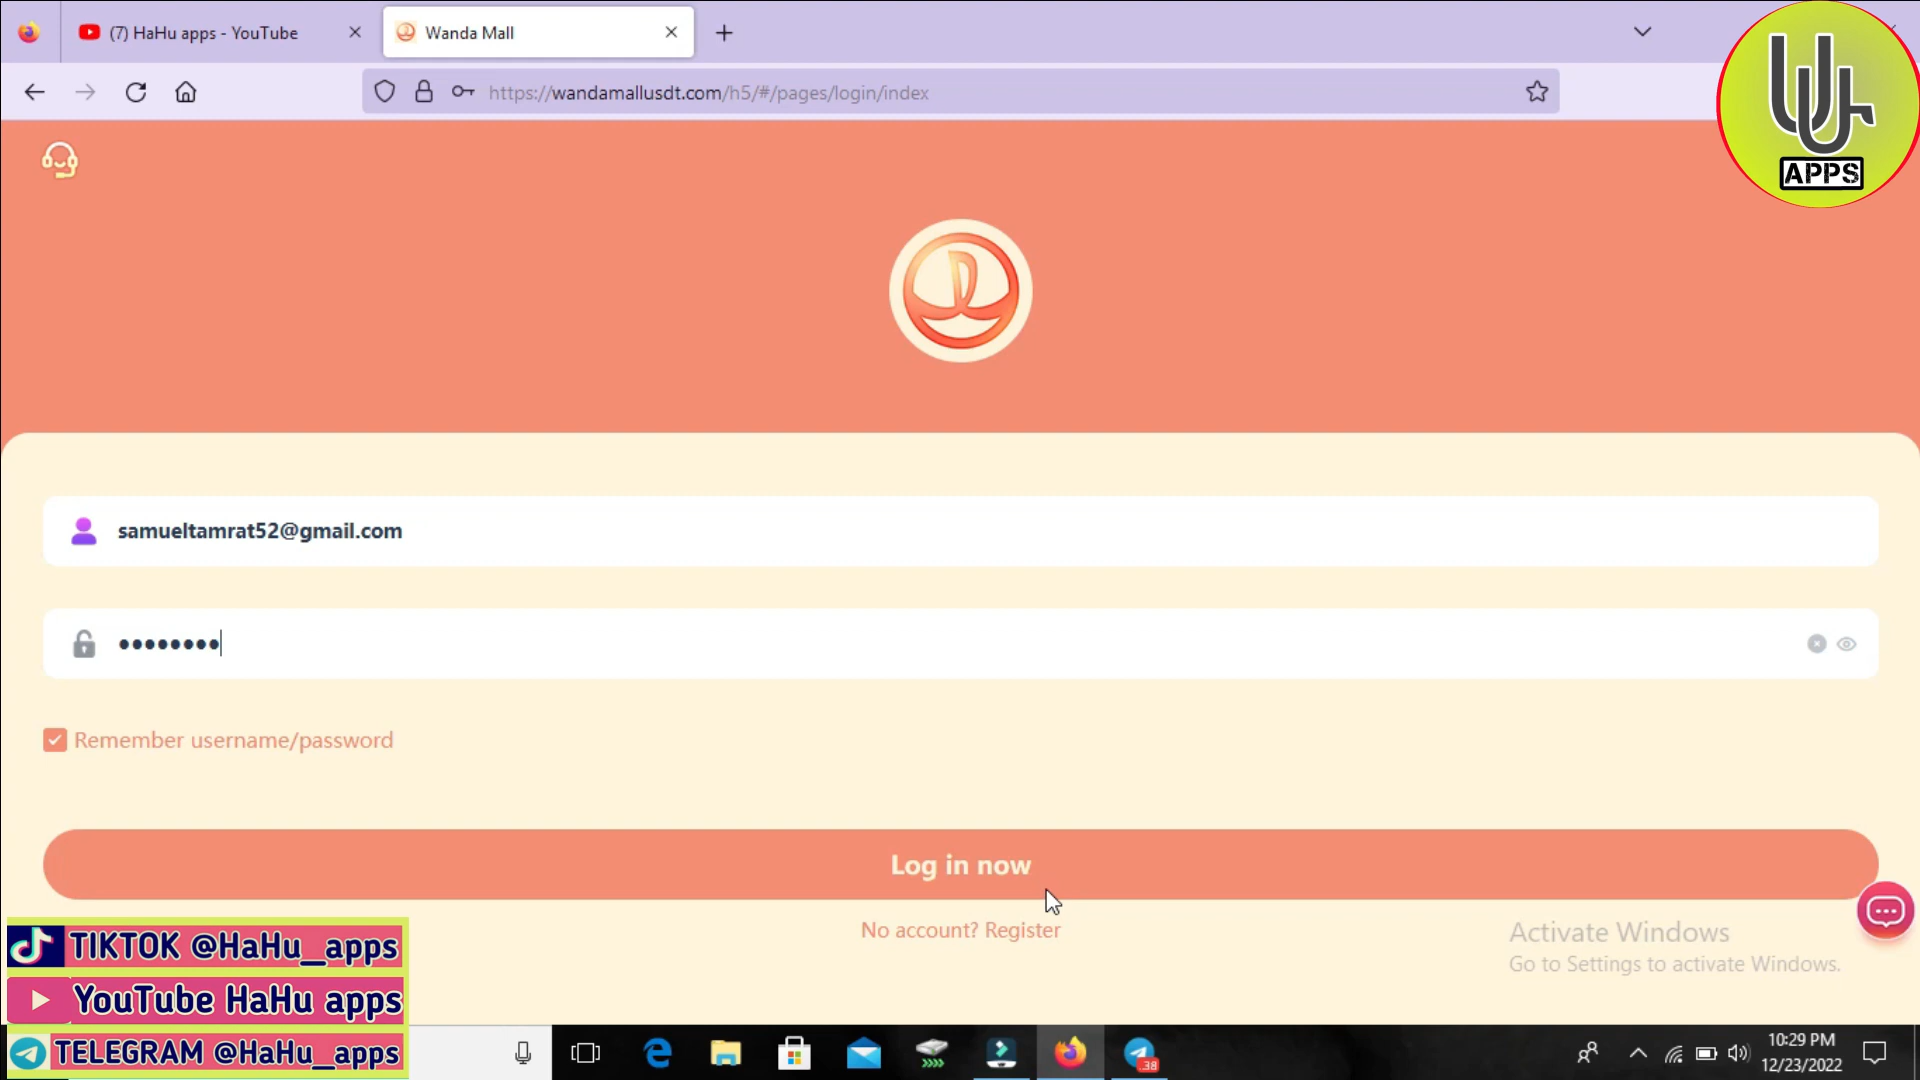 (7) HaHu apps - YouTube
Wanda Mall
https://wandamallusdt.com/h5/#/pages/login/index
APPS
samueltamrat52@gmail.com
••••••••
Remember username/password
Log in now
No account? Register
Activate Windows
Go to Settings to activate Windows.
TIKTOK @HaHu_apps
YouTube HaHu apps
TELEGRAM @HaHu_apps
38
10:29 PM
12/23/2022